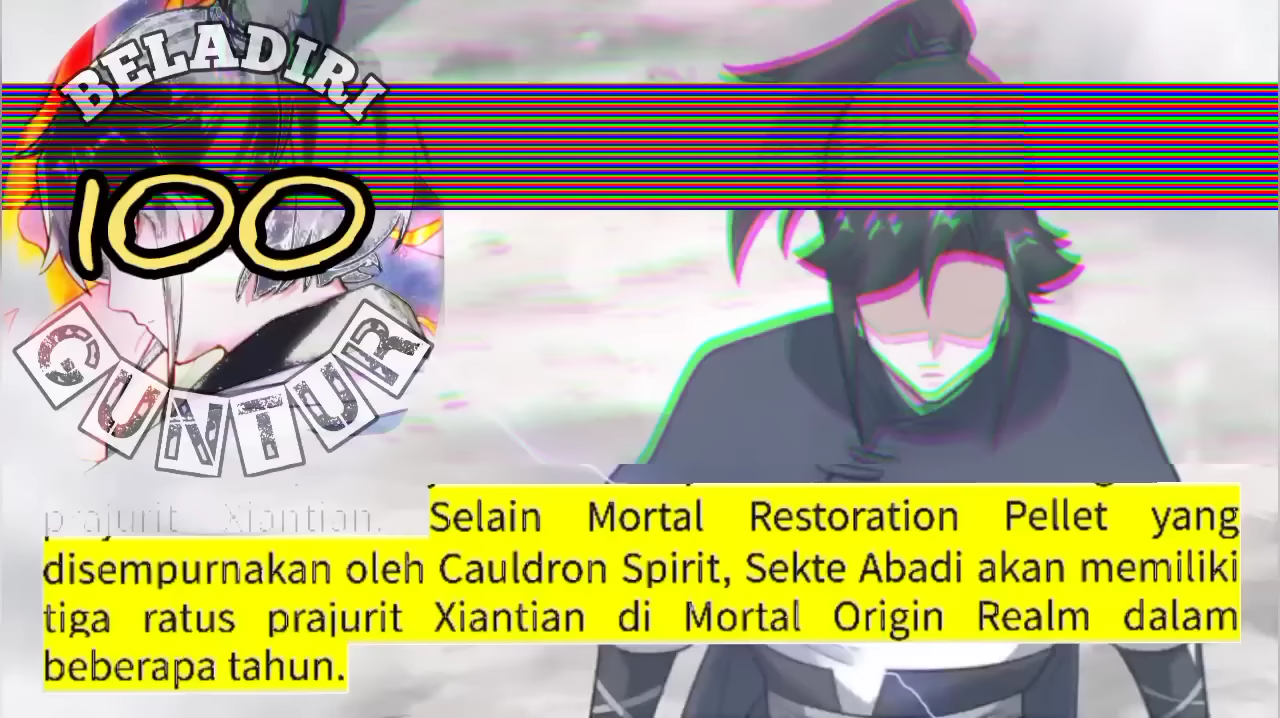 BELADIRI
100
GUNTUR
prajurit Xiantian. Selain Mortal Restoration Pellet yang
disempurnakan oleh Cauldron Spirit, Sekte Abadi akan memiliki
tiga ratus prajurit Xiantian di Mortal Origin Realm dalam
beberapa tahun.